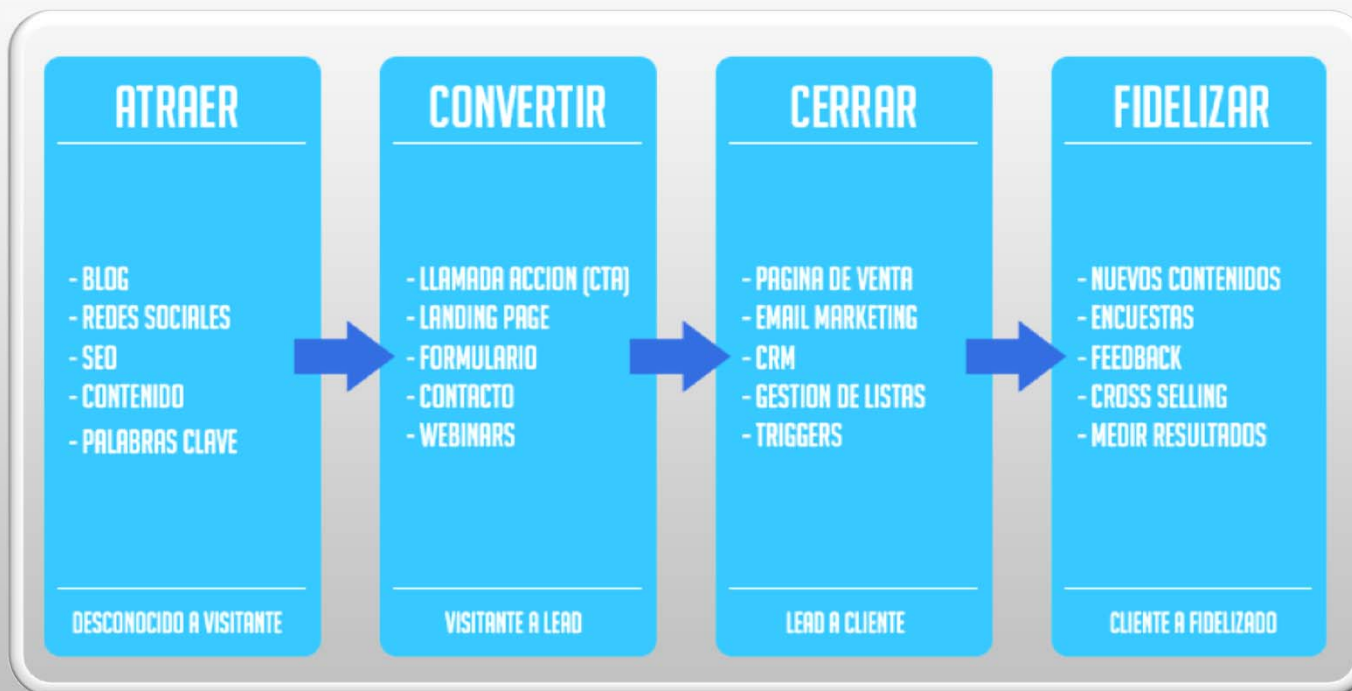 ATRAER
- BLOG
- REDES SOCIALES
- SEO
- CONTENIDO
- PALABRAS CLAVE
DESCONOCIDO A VISITANTE
CONVERTIR
- LLAMADA ACCION (CTA)
- LANDING PAGE
- FORMULARIO
- CONTACTO
- WEBINARS
VISITANTE A LEAD
CERRAR
- PAGINA DE VENTA
- EMAIL MARKETING
- CRM
- GESTION DE LISTAS
- TRIGGERS
LEAD A CLIENTE
FIDELIZAR
- NUEVOS CONTENIDOS
- ENCUESTAS
- FEEDBACK
- CROSS SELLING
- MEDIR RESULTADOS
CLIENTE A FIDELIZADO